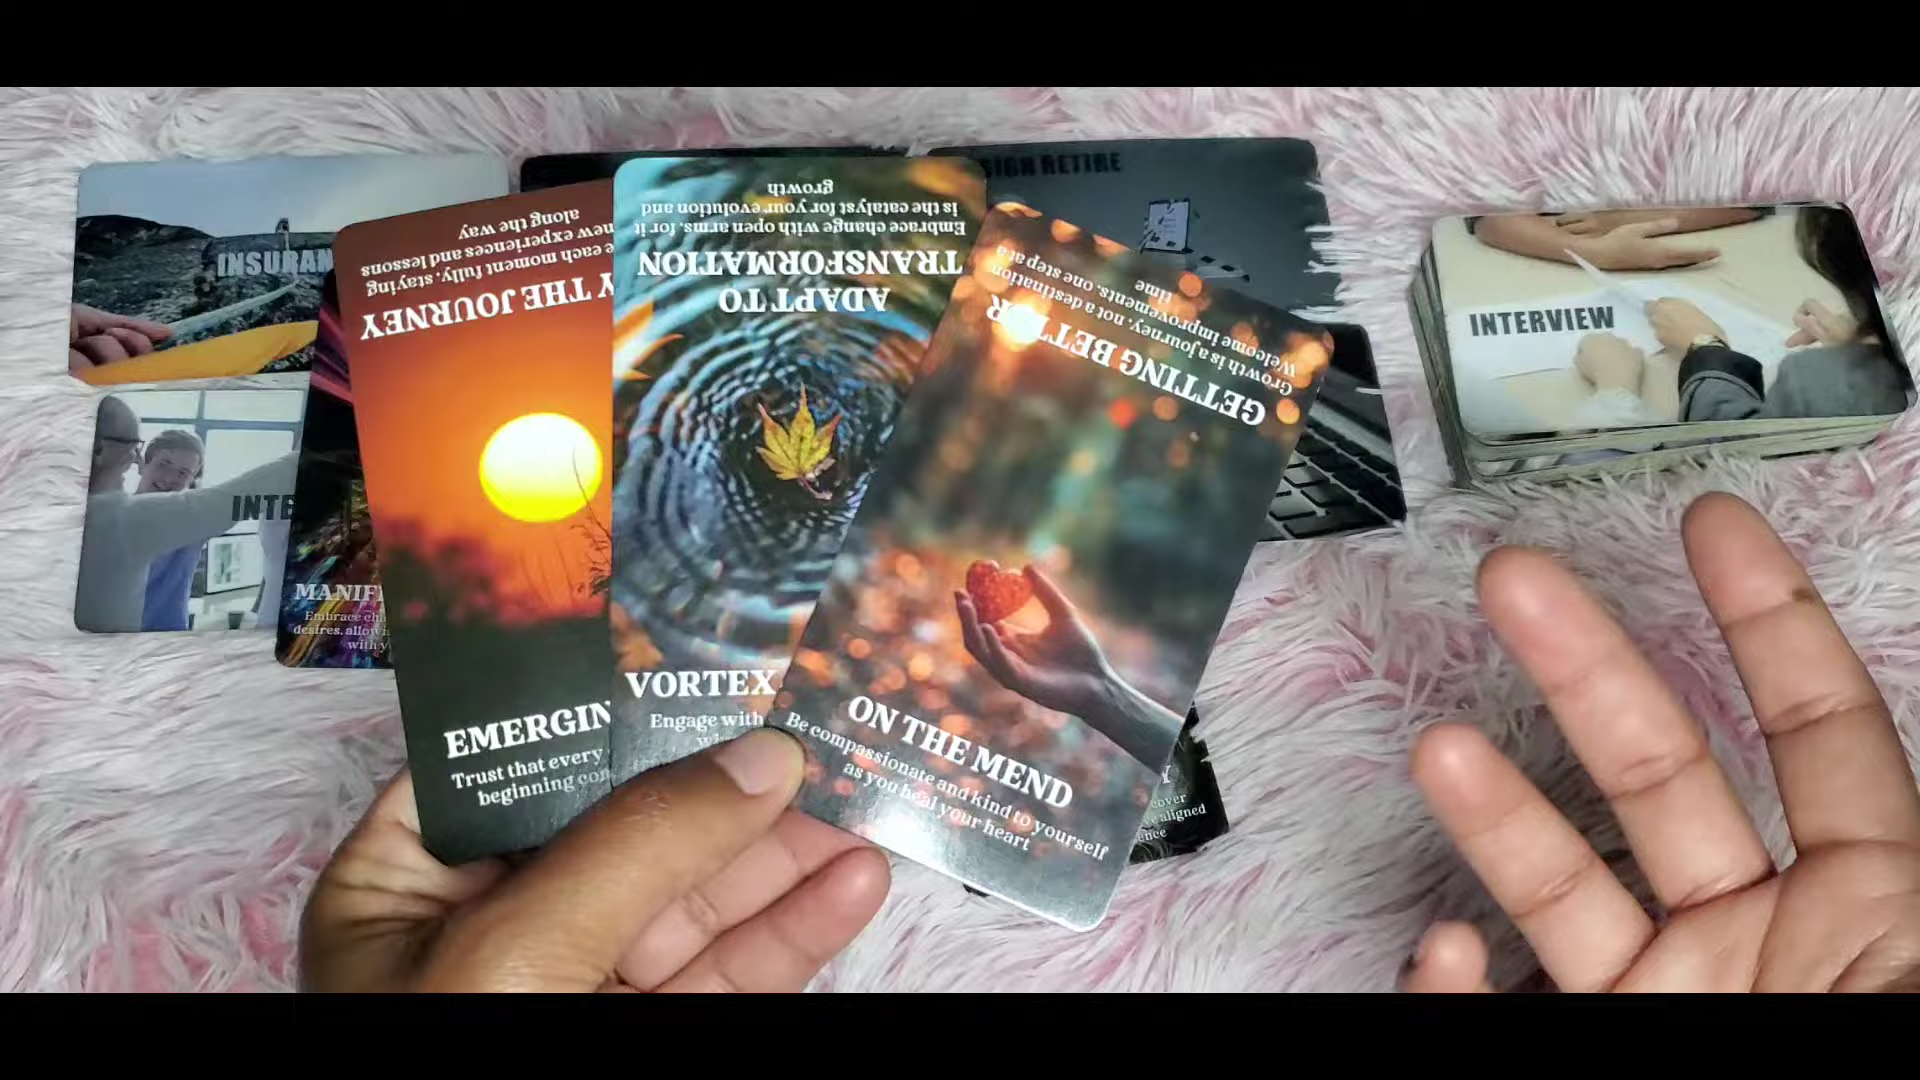 INSURAN
SIGN RETIRE
INTERVIEW
INTE
MANIF
Embrace
desires, allow
with
Y THE JOURNEY
each moment fully, staying
new experiences and lessons
along the way
EMERGIN
Trust that every
beginning
ADAPT TO
TRANSFORMATION
Embrace change with open arms, for it
is the catalyst for your evolution and
growth
VORTEX
Engage with
GETTING BETTER
Growth is a journey, not a destination.
Welcome improvements, one step at a
time
ON THE MEND
Be compassionate and kind to yourself
as you heal your heart
Y
cover
aligned